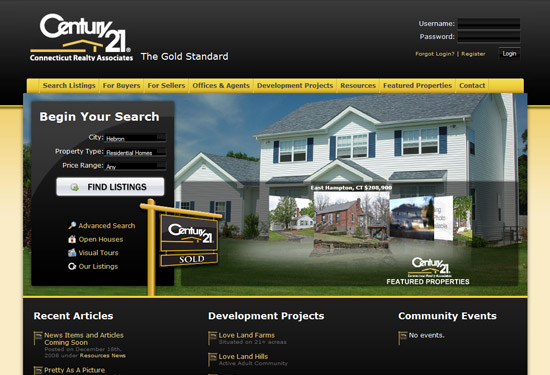 Century 21®
Connecticut Realty Associates
The Gold Standard
Username:
Password:
Forgot Login? | Register
Login
Search Listings
For Buyers
For Sellers
Offices & Agents
Development Projects
Resources
Featured Properties
Contact
Begin Your Search
City: Hebron
Property Type: Residential Homes
Price Range: Any
FIND LISTINGS
Advanced Search
Open Houses
Visual Tours
Our Listings
Century 21
SOLD
East Hampton, CT $208,900
Century 21
Connecticut Realty Associates
FEATURED PROPERTIES
Recent Articles
News Items and Articles
Coming Soon
Posted on December 18th,
2008 under Resources News
Pretty As A Picture
Development Projects
Love Land Farms
Situated on 21+ acreas
Love Land Hills
Active Adult Community
Community Events
No events.